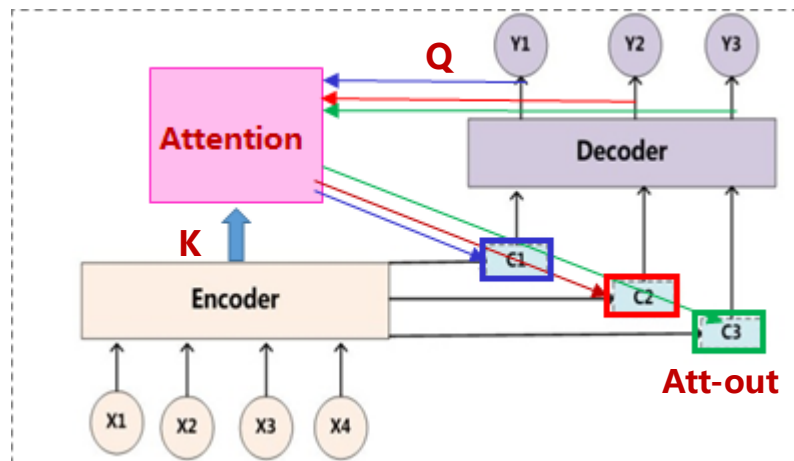 Y1 Y2 Y3
Q
Attention
Decoder
K
C1
Encoder
C2
C3
Att-out
X1 X2 X3 X4